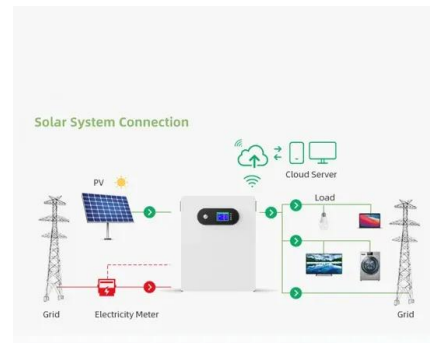 Solar System Connection
Cloud Server
PV
Load
Grid
Electricity Meter
Grid